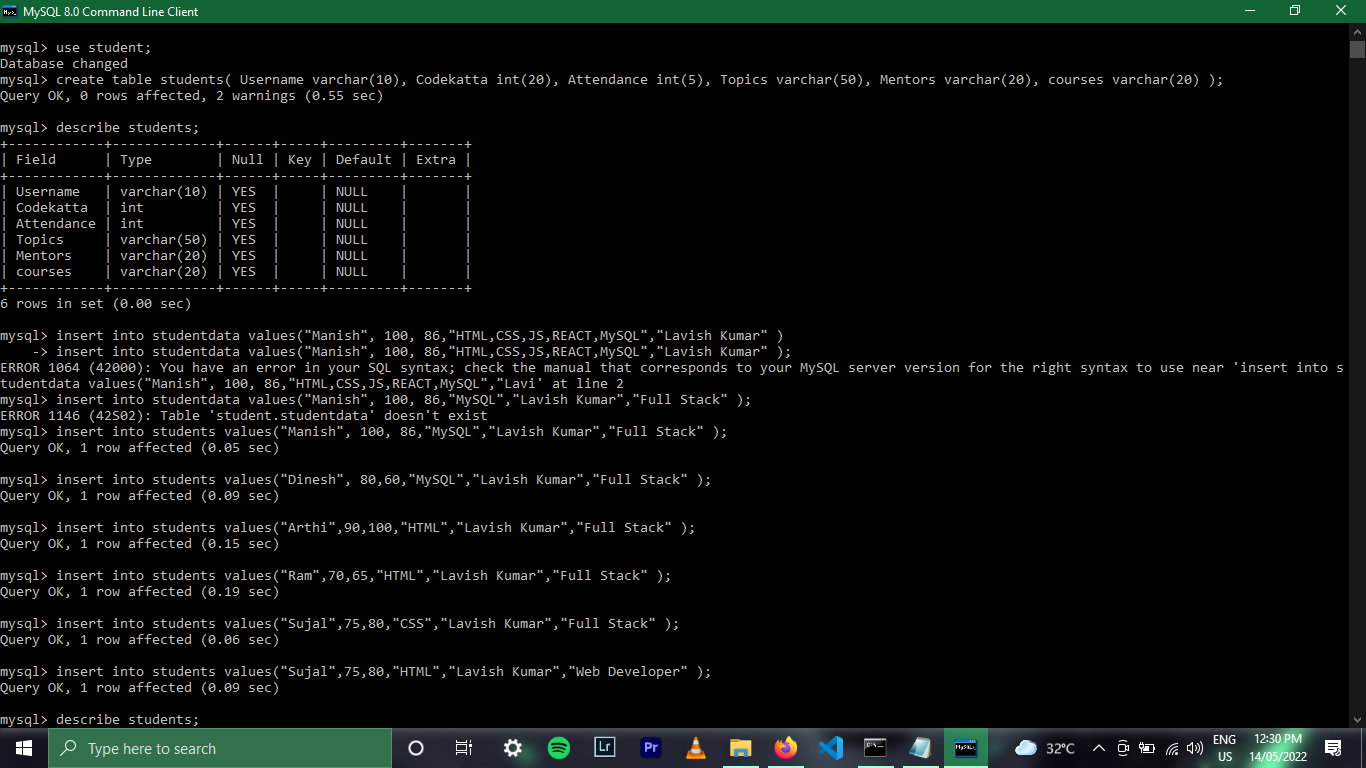 MySQL 8.0 Command Line Client
mysql> use student;
Database changed
mysql> create table students( Username varchar(10), Codekatta int(20), Attendance int(5), Topics varchar(50), Mentors varchar(20), courses varchar(20) );
Query OK, 0 rows affected, 2 warnings (0.55 sec)
mysql> describe students;
+------------+-------------+------+-----+---------+-------+
| Field      | Type        | Null | Key | Default | Extra |
+------------+-------------+------+-----+---------+-------+
| Username   | varchar(10) | YES  |     | NULL    |       |
| Codekatta  | int         | YES  |     | NULL    |       |
| Attendance | int         | YES  |     | NULL    |       |
| Topics     | varchar(50) | YES  |     | NULL    |       |
| Mentors    | varchar(20) | YES  |     | NULL    |       |
| courses    | varchar(20) | YES  |     | NULL    |       |
+------------+-------------+------+-----+---------+-------+
6 rows in set (0.00 sec)
mysql> insert into studentdata values("Manish", 100, 86,"HTML,CSS,JS,REACT,MySQL","Lavish Kumar" )
    -> insert into studentdata values("Manish", 100, 86,"HTML,CSS,JS,REACT,MySQL","Lavish Kumar" );
ERROR 1064 (42000): You have an error in your SQL syntax; check the manual that corresponds to your MySQL server version for the right syntax to use near 'insert into s
tudentdata values("Manish", 100, 86,"HTML,CSS,JS,REACT,MySQL","Lavi' at line 2
mysql> insert into studentdata values("Manish", 100, 86,"MySQL","Lavish Kumar","Full Stack" );
ERROR 1146 (42S02): Table 'student.studentdata' doesn't exist
mysql> insert into students values("Manish", 100, 86,"MySQL","Lavish Kumar","Full Stack" );
Query OK, 1 row affected (0.05 sec)
mysql> insert into students values("Dinesh", 80,60,"MySQL","Lavish Kumar","Full Stack" );
Query OK, 1 row affected (0.09 sec)
mysql> insert into students values("Arthi",90,100,"HTML","Lavish Kumar","Full Stack" );
Query OK, 1 row affected (0.15 sec)
mysql> insert into students values("Ram",70,65,"HTML","Lavish Kumar","Full Stack" );
Query OK, 1 row affected (0.19 sec)
mysql> insert into students values("Sujal",75,80,"CSS","Lavish Kumar","Full Stack" );
Query OK, 1 row affected (0.06 sec)
mysql> insert into students values("Sujal",75,80,"HTML","Lavish Kumar","Web Developer" );
Query OK, 1 row affected (0.09 sec)
mysql> describe students;
Type here to search
Lr
Pr
MySQL
32°C
ENG
US
12:30 PM
14/05/2022